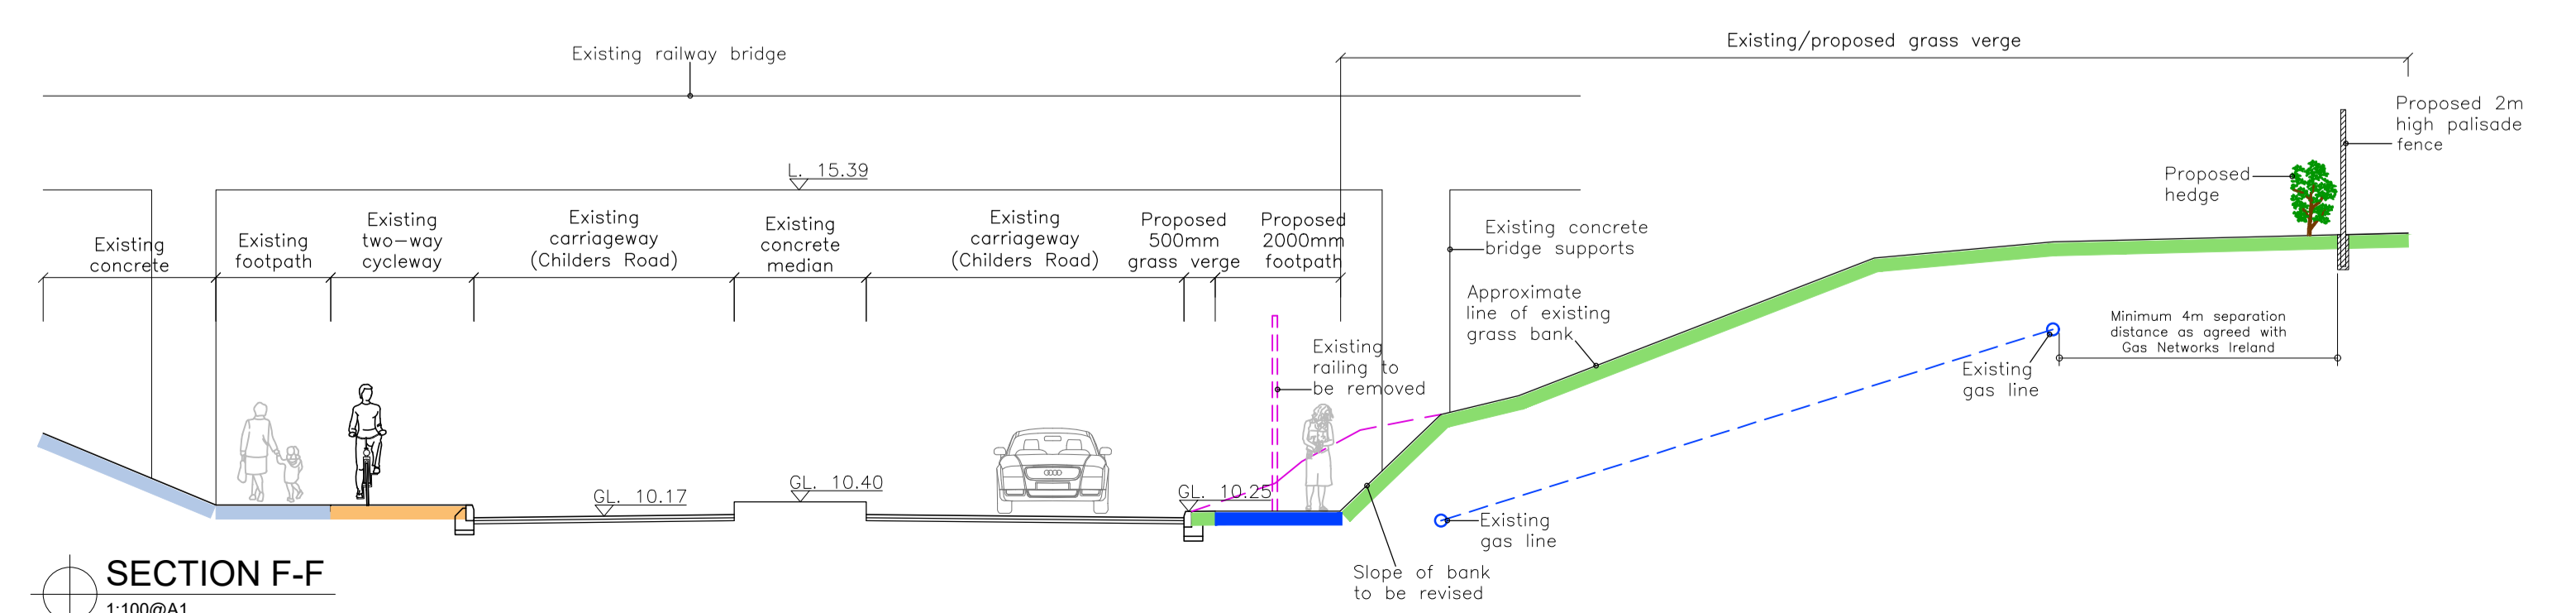 Existing railway bridge
Existing/proposed grass verge
Proposed 2m
high palisade
fence
L. 15.39
Proposed
hedge
Existing
concrete
Existing
footpath
Existing
two-way
cycleway
Existing
carriageway
(Childers Road)
Existing
concrete
median
Existing
carriageway
(Childers Road)
Proposed
500mm
grass verge
Proposed
2000mm
footpath
Existing concrete
bridge supports
Approximate
line of existing
grass bank
Minimum 4m separation
distance as agreed with
Gas Networks Ireland
Existing
railing to
be removed
Existing
gas line
GL. 10.17
GL. 10.40
GL. 10.25
Existing
gas line
Slope of bank
to be revised
SECTION F-F
1:100@A1